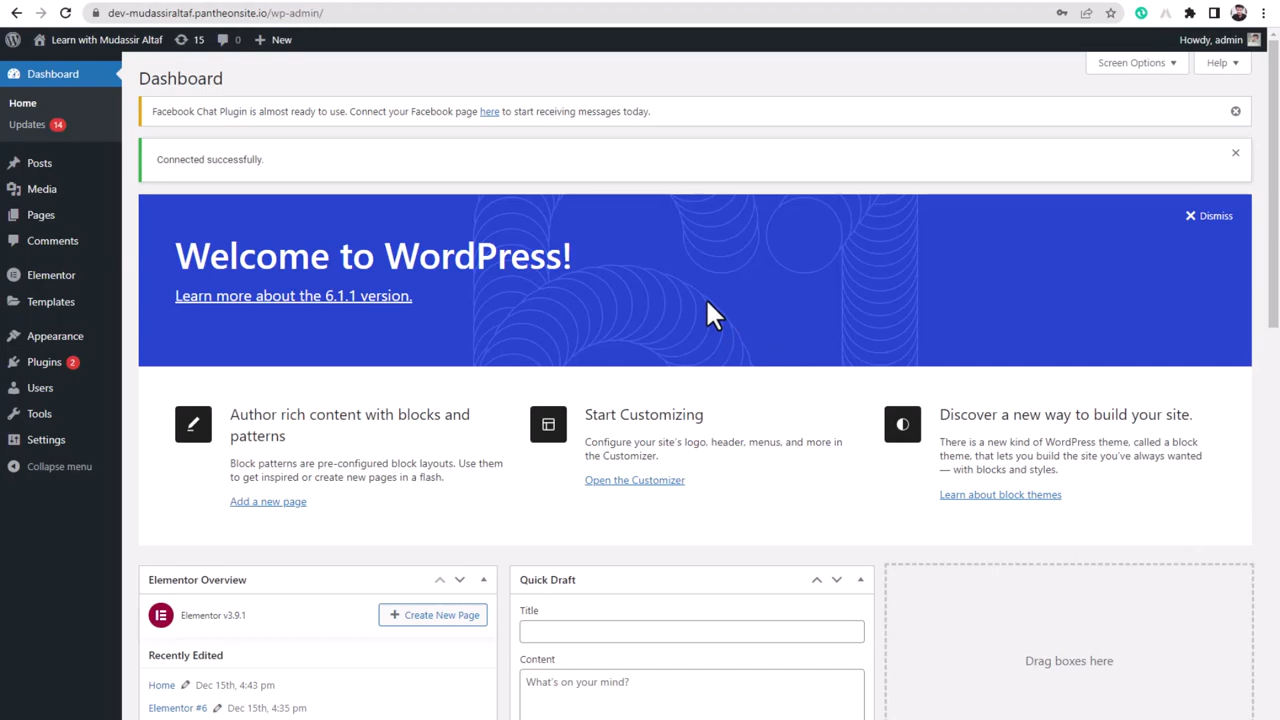 dev-mudassiraltaf.pantheonsite.io/wp-admin/
Learn with Mudassir Altaf
15
0
New
Howdy, admin
Dashboard
Home
Updates 14
Posts
Media
Pages
Comments
Elementor
Templates
Appearance
Plugins 2
Users
Tools
Settings
Collapse menu
Screen Options
Help
Dashboard
Facebook Chat Plugin is almost ready to use. Connect your Facebook page here to start receiving messages today.
Connected successfully.
Dismiss
Welcome to WordPress!
Learn more about the 6.1.1 version.
Author rich content with blocks and
patterns
Block patterns are pre-configured block layouts. Use them
to get inspired or create new pages in a flash.
Add a new page
Start Customizing
Configure your site's logo, header, menus, and more in
the Customizer.
Open the Customizer
Discover a new way to build your site.
There is a new kind of WordPress theme, called a block
theme, that lets you build the site you've always wanted
— with blocks and styles.
Learn about block themes
Elementor Overview
Elementor v3.9.1
Create New Page
Recently Edited
Home Dec 15th, 4:43 pm
Elementor #6 Dec 15th, 4:35 pm
Quick Draft
Title
Content
What's on your mind?
Drag boxes here